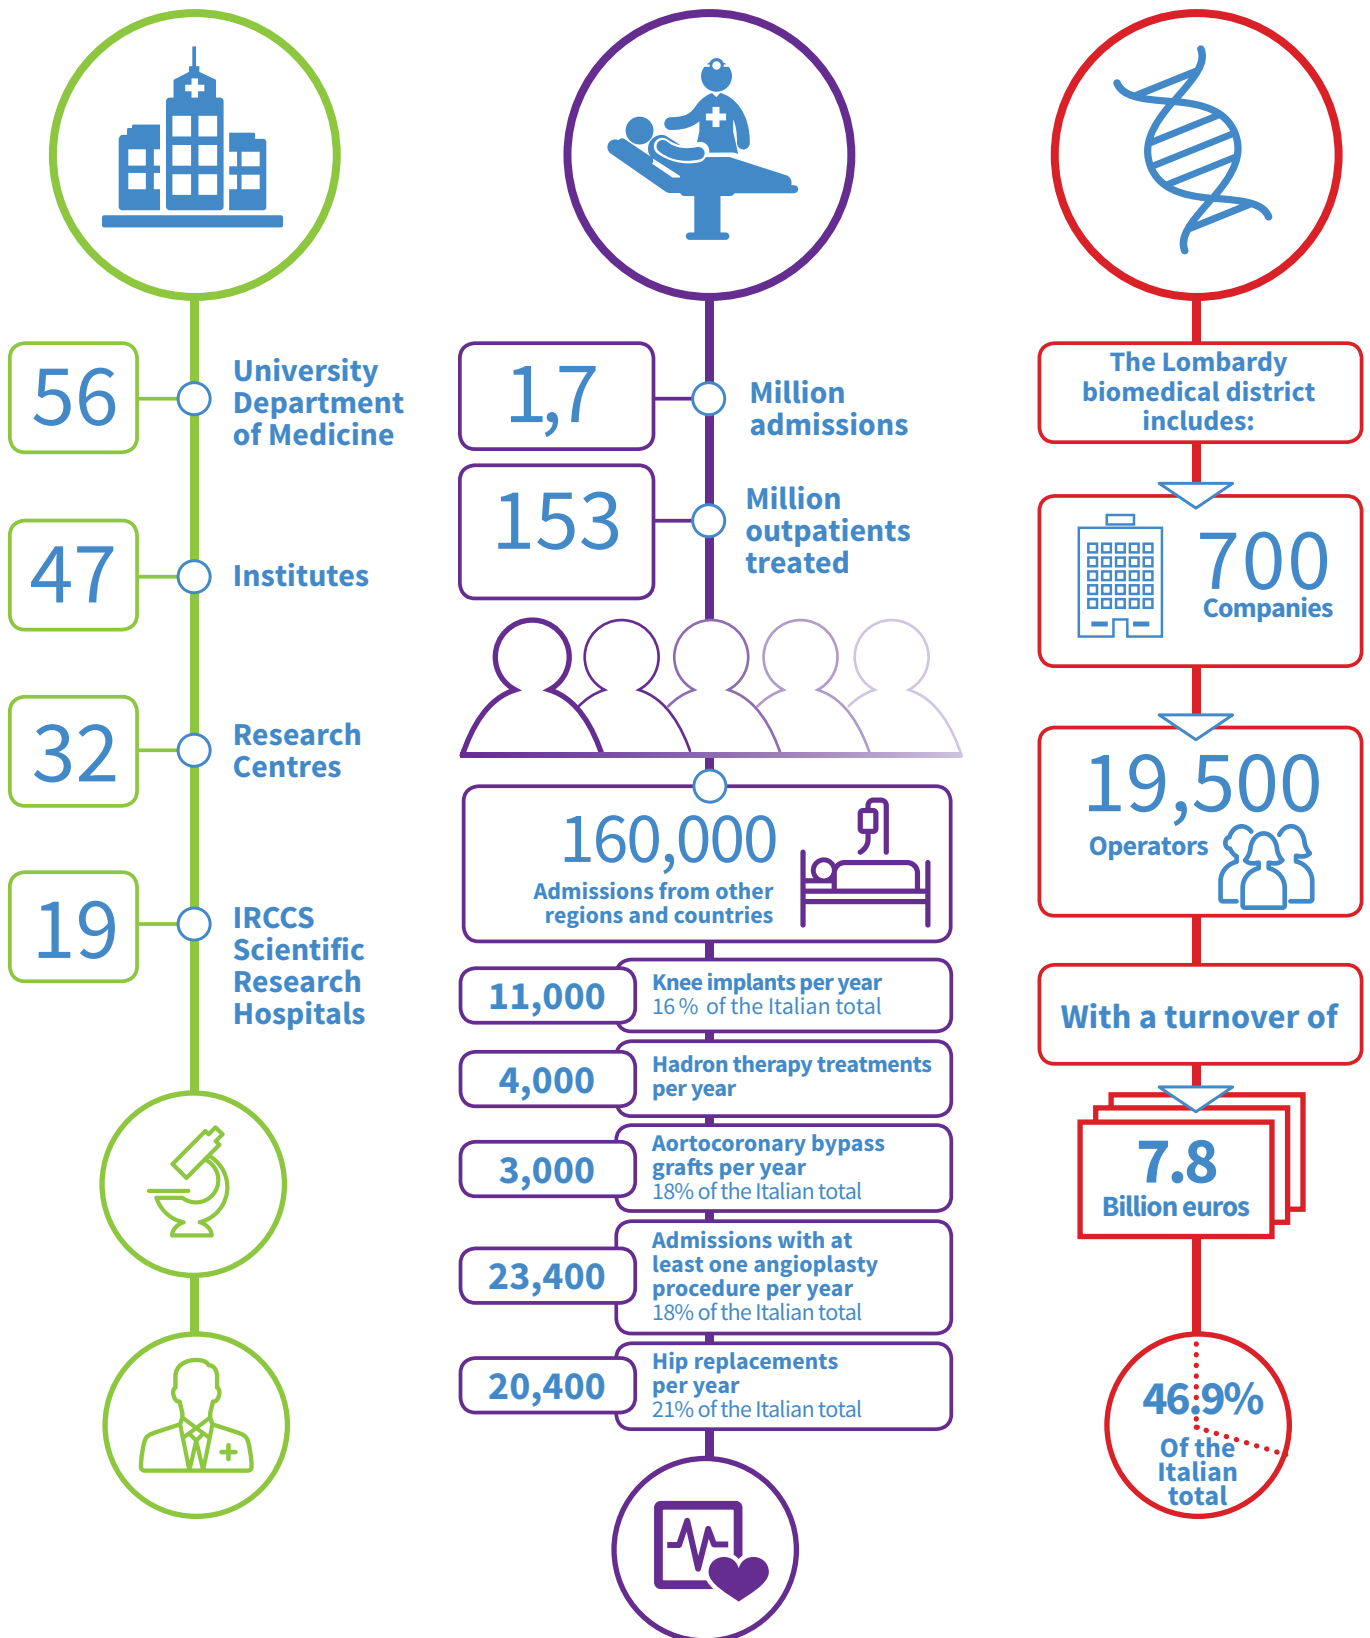 56
University
Department
of Medicine
47
Institutes
32
Research
Centres
19
IRCCS
Scientific
Research
Hospitals
1,7
Million
admissions
153
Million
outpatients
treated
160,000
Admissions from other
regions and countries
11,000
Knee implants per year
16 % of the Italian total
4,000
Hadron therapy treatments
per year
3,000
Aortocoronary bypass
grafts per year
18% of the Italian total
23,400
Admissions with at
least one angioplasty
procedure per year
18% of the Italian total
20,400
Hip replacements
per year
21% of the Italian total
The Lombardy
biomedical district
includes:
700
Companies
19,500
Operators
With a turnover of
7.8
Billion euros
46.9%
Of the
Italian
total